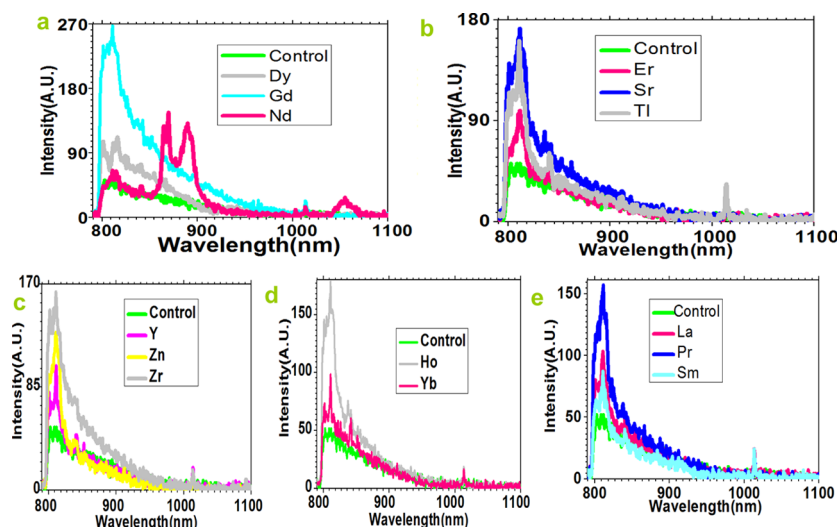 a
Intensity(A.U.)
270
180
90
0
Control
Dy
Gd
Nd
800
900
1000
1100
Wavelength(nm)
b
Intensity(A.U.)
180
90
0
Control
Er
Sr
Tl
800
900
1000
1100
Wavelength(nm)
c
Intensity(A.U.)
170
85
0
Control
Y
Zn
Zr
800
900
1000
1100
Wavelength(nm)
d
Intensity(A.U.)
150
100
50
0
Control
Ho
Yb
800
900
1000
1100
Wavelength(nm)
e
Intensity(A.U.)
150
100
50
0
Control
La
Pr
Sm
800
900
1000
1100
Wavelength(nm)